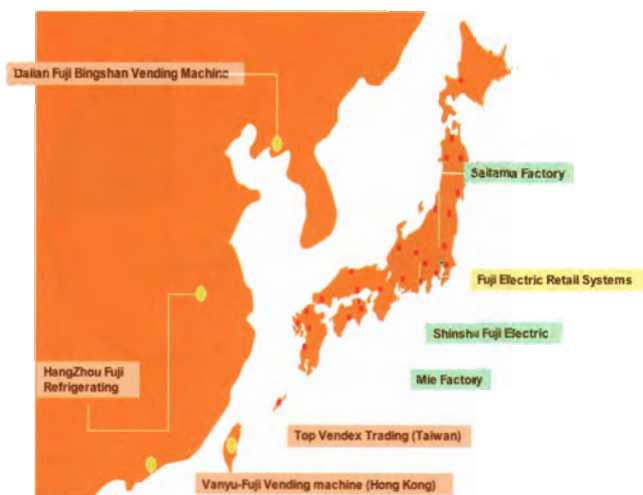 Dalian Fuji Bingshan Vending Machine
Saitama Factory
Fuji Electric Retail Systems
Shinshu Fuji Electric
HangZhou Fuji
Refrigerating
Mie Factory
Top Vendex Trading (Taiwan)
Vanyu-Fuji Vending machine (Hong Kong)